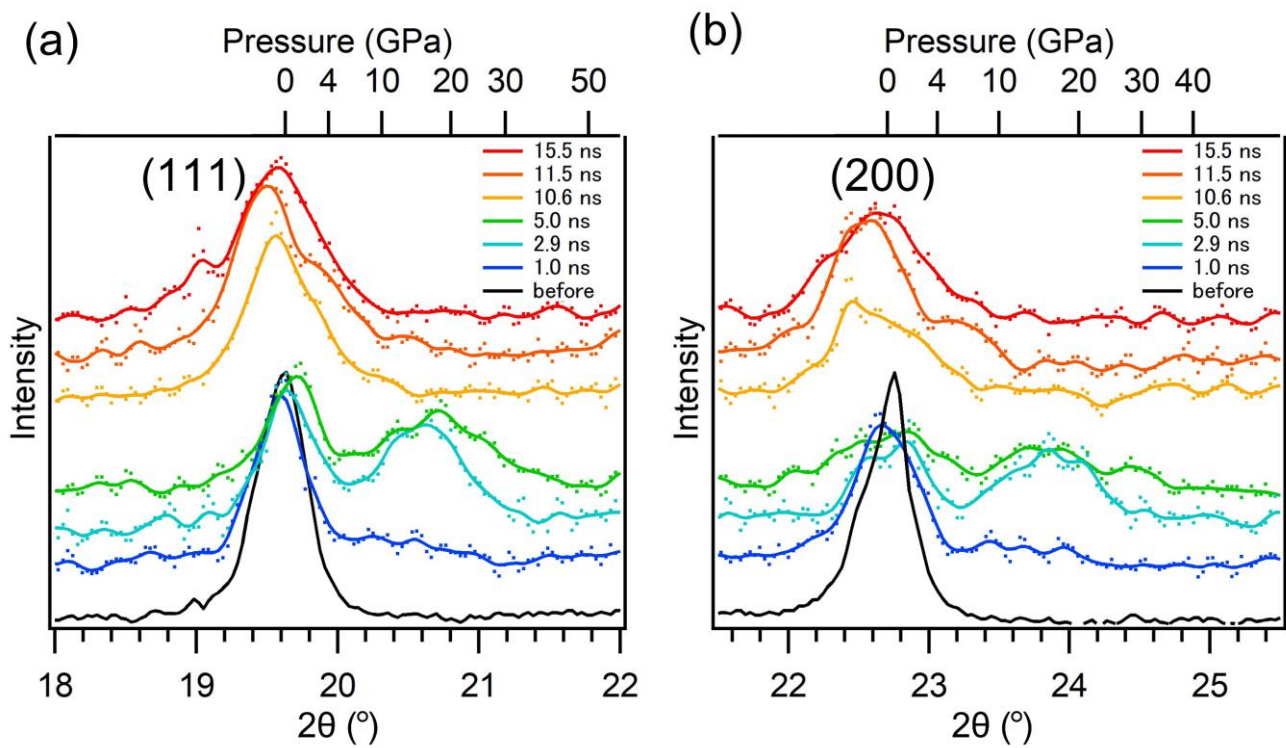 (a)
Pressure (GPa)
0 4 10 20 30 50
(111)
15.5 ns
11.5 ns
10.6 ns
5.0 ns
2.9 ns
1.0 ns
before
Intensity
18 19 20 21 22
2θ (°)
(b)
Pressure (GPa)
0 4 10 20 30 40
(200)
15.5 ns
11.5 ns
10.6 ns
5.0 ns
2.9 ns
1.0 ns
before
Intensity
22 23 24 25
2θ (°)